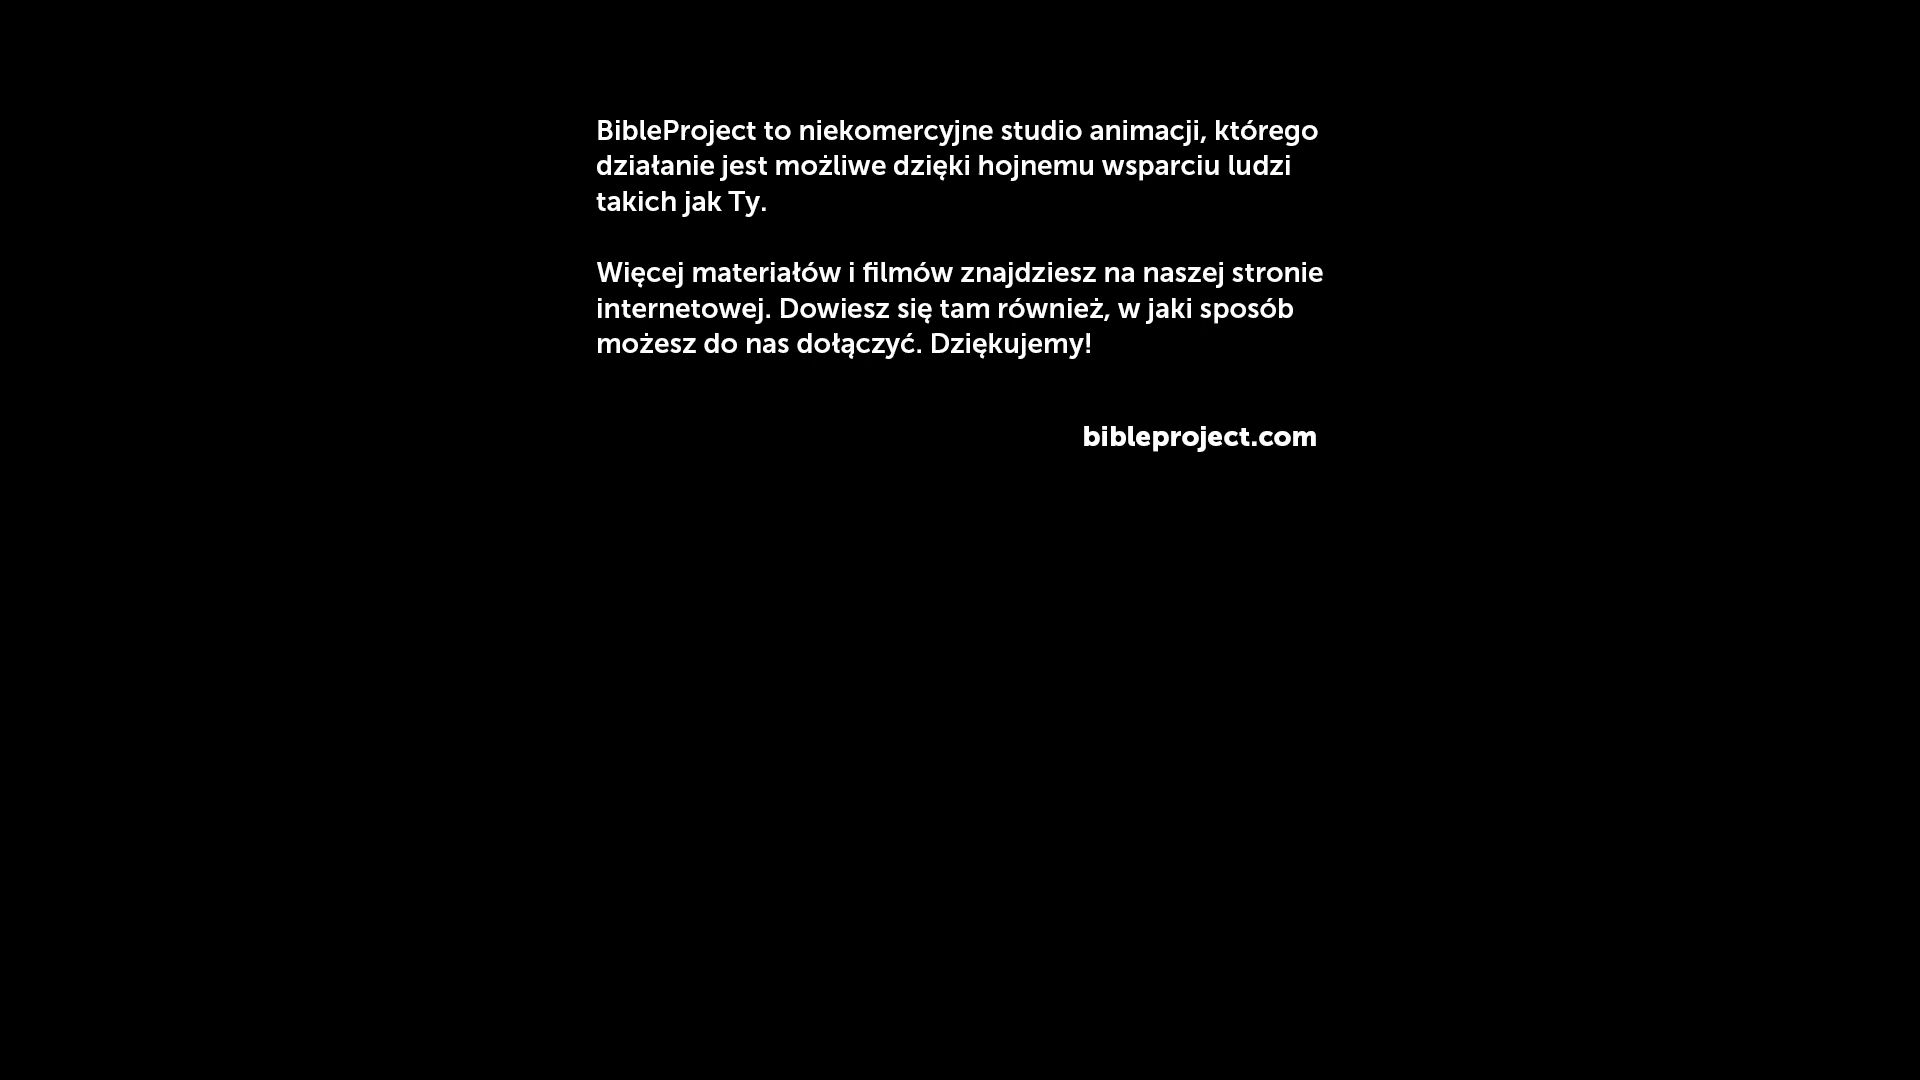 BibleProject to niekomercyjne studio animacji, którego
działanie jest możliwe dzięki hojnemu wsparciu ludzi
takich jak Ty.
Więcej materiałów i filmów znajdziesz na naszej stronie
internetowej. Dowiesz się tam również, w jaki sposób
możesz do nas dołączyć. Dziękujemy!
bibleproject.com